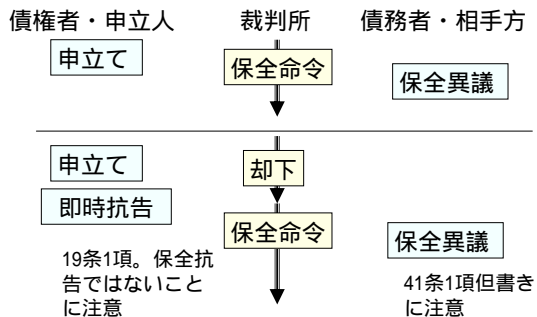 債権者・申立人 裁判所 債務者・相手方
申立て
保全命令
保全異議
申立て
却下
即時抗告
保全命令
保全異議
19条1項。保全抗
告ではないこと
に注意
41条1項但書き
に注意